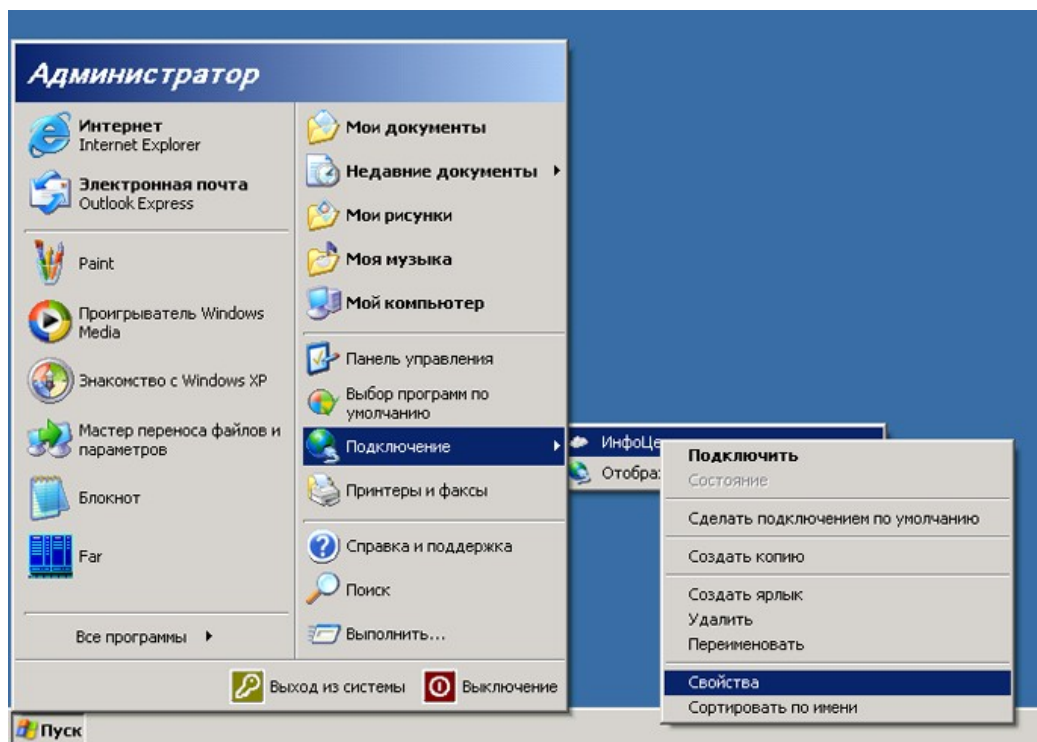 Администратор
Интернет
Internet Explorer
Электронная почта
Outlook Express
Paint
Проигрыватель Windows
Media
Знакомство с Windows XP
Мастер переноса файлов и
параметров
Блокнот
Far
Все программы
Мои документы
Недавние документы
Мои рисунки
Моя музыка
Мой компьютер
Панель управления
Выбор программ по
умолчанию
Подключение
Принтеры и факсы
Справка и поддержка
Поиск
Выполнить...
ИнфоЦе
Отобра
Подключить
Состояние
Сделать подключением по умолчанию
Создать копию
Создать ярлык
Удалить
Переименовать
Свойства
Сортировать по имени
Выход из системы
Выключение
Пуск